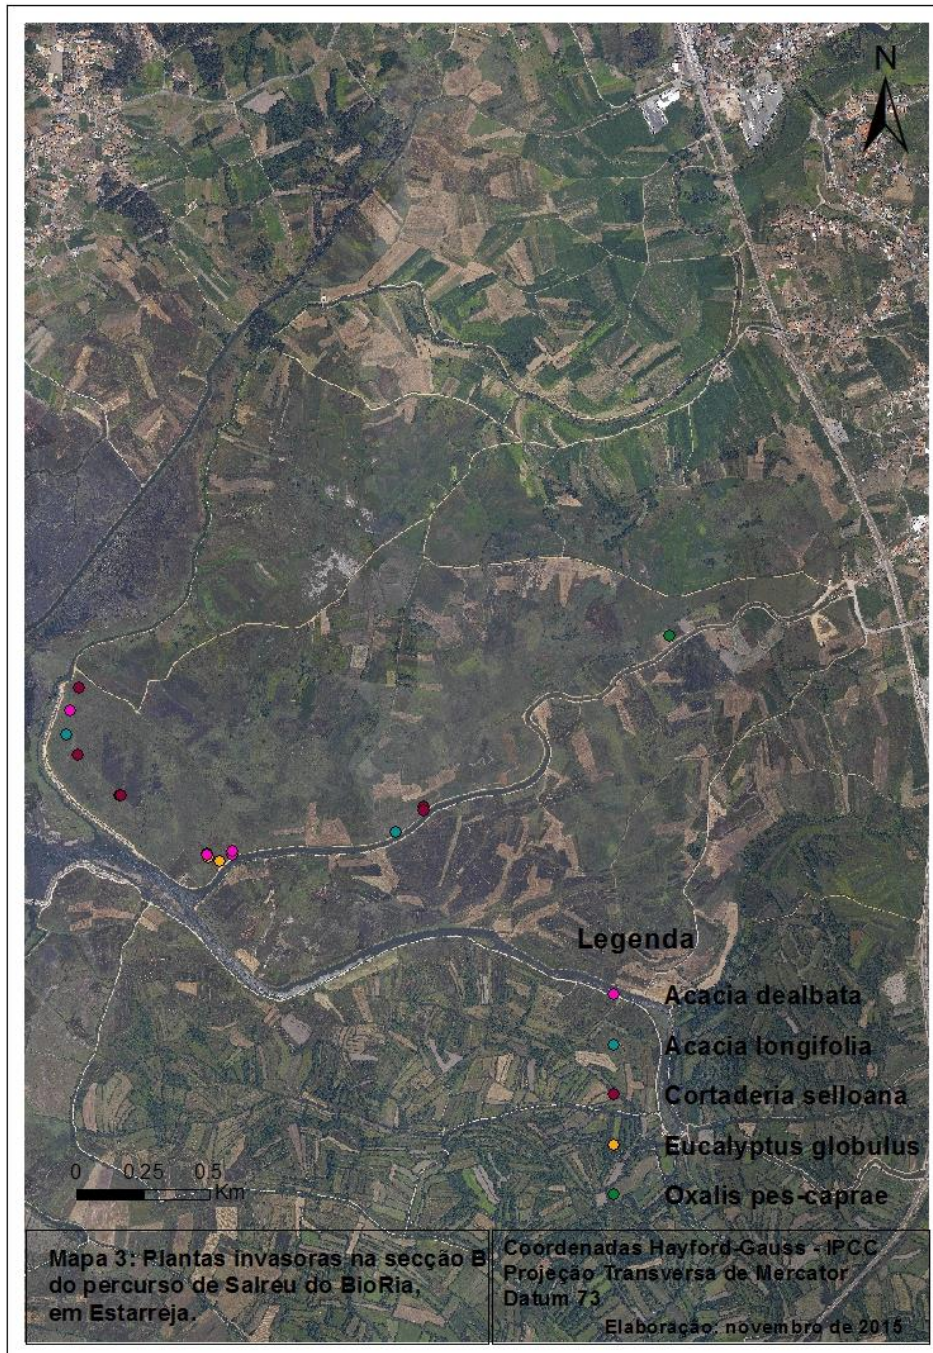 N
Legenda
Acacia dealbata
Acacia longifolia
Cortaderia selloana
Eucalyptus globulus
Oxalis pes-caprae
0 0.25 0.5
Km
Mapa 3: Plantas invasoras na secção B
do percurso de Salreu do BioRia,
em Estarreja.
Coordenadas Hayford-Gauss - IPCC
Projeção Transversa de Mercator
Datum 73
Elaboração: novembro de 2015